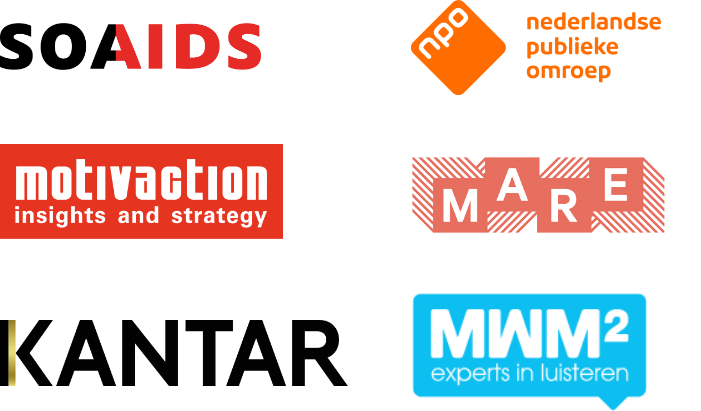 SOAIDS
npo
nederlandse
publieke
omroep
motivaction
insights and strategy
MARE
KANTAR
MWM²
experts in luisteren